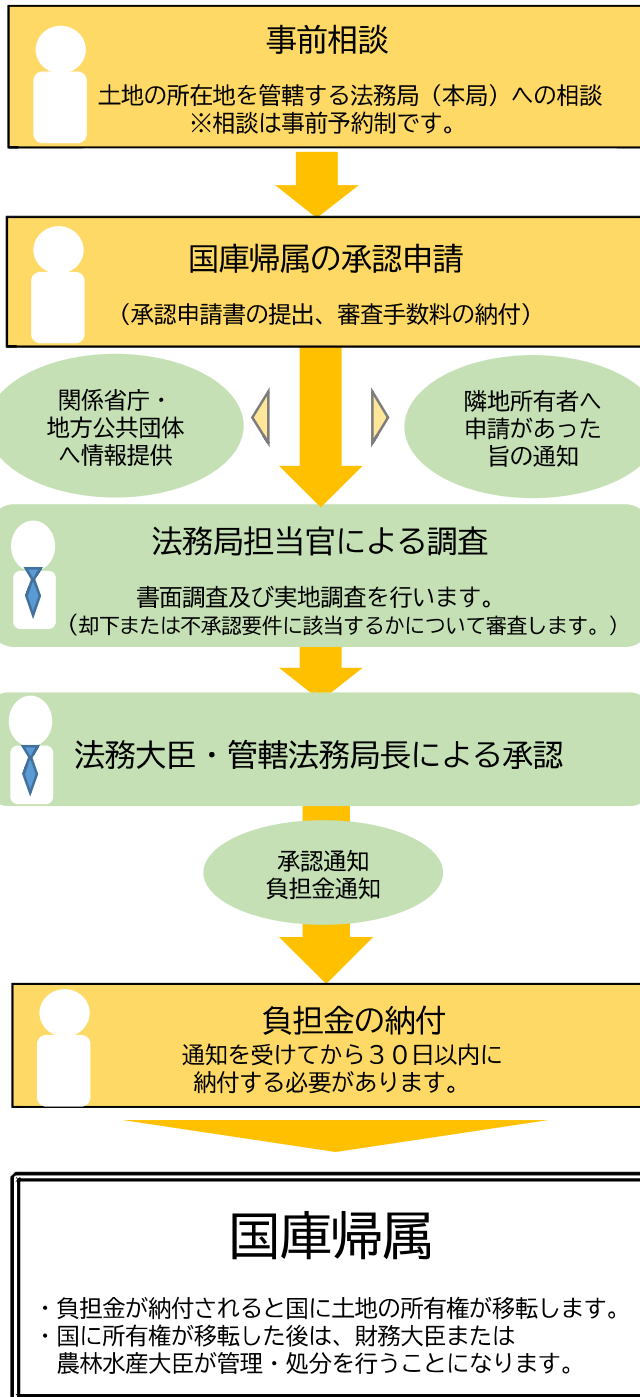 事前相談
土地の所在地を管轄する法務局（本局）への相談
※相談は事前予約制です。
国庫帰属の承認申請
（承認申請書の提出、審査手数料の納付）
関係省庁・
地方公共団体
へ情報提供
隣地所有者へ
申請があった
旨の通知
法務局担当官による調査
書面調査及び実地調査を行います。
（却下または不承認要件に該当するかについて審査します。）
法務大臣・管轄法務局長による承認
承認通知
負担金通知
負担金の納付
通知を受けてから３０日以内に
納付する必要があります。
国庫帰属
・負担金が納付されると国に土地の所有権が移転します。
・国に所有権が移転した後は、財務大臣または
農林水産大臣が管理・処分を行うことになります。